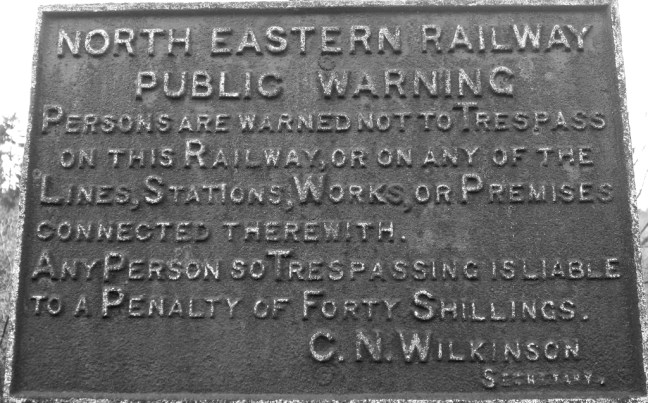 NORTH EASTERN RAILWAY
PUBLIC WARNING
PERSONS ARE WARNED NOT TO TRESPASS
ON THIS RAILWAY, OR ON ANY OF THE
LINES, STATIONS, WORKS, OR PREMISES
CONNECTED THEREWITH.
ANY PERSON SO TRESPASSING IS LIABLE
TO A PENALTY OF FORTY SHILLINGS.
C. N. WILKINSON
SECRETARY.